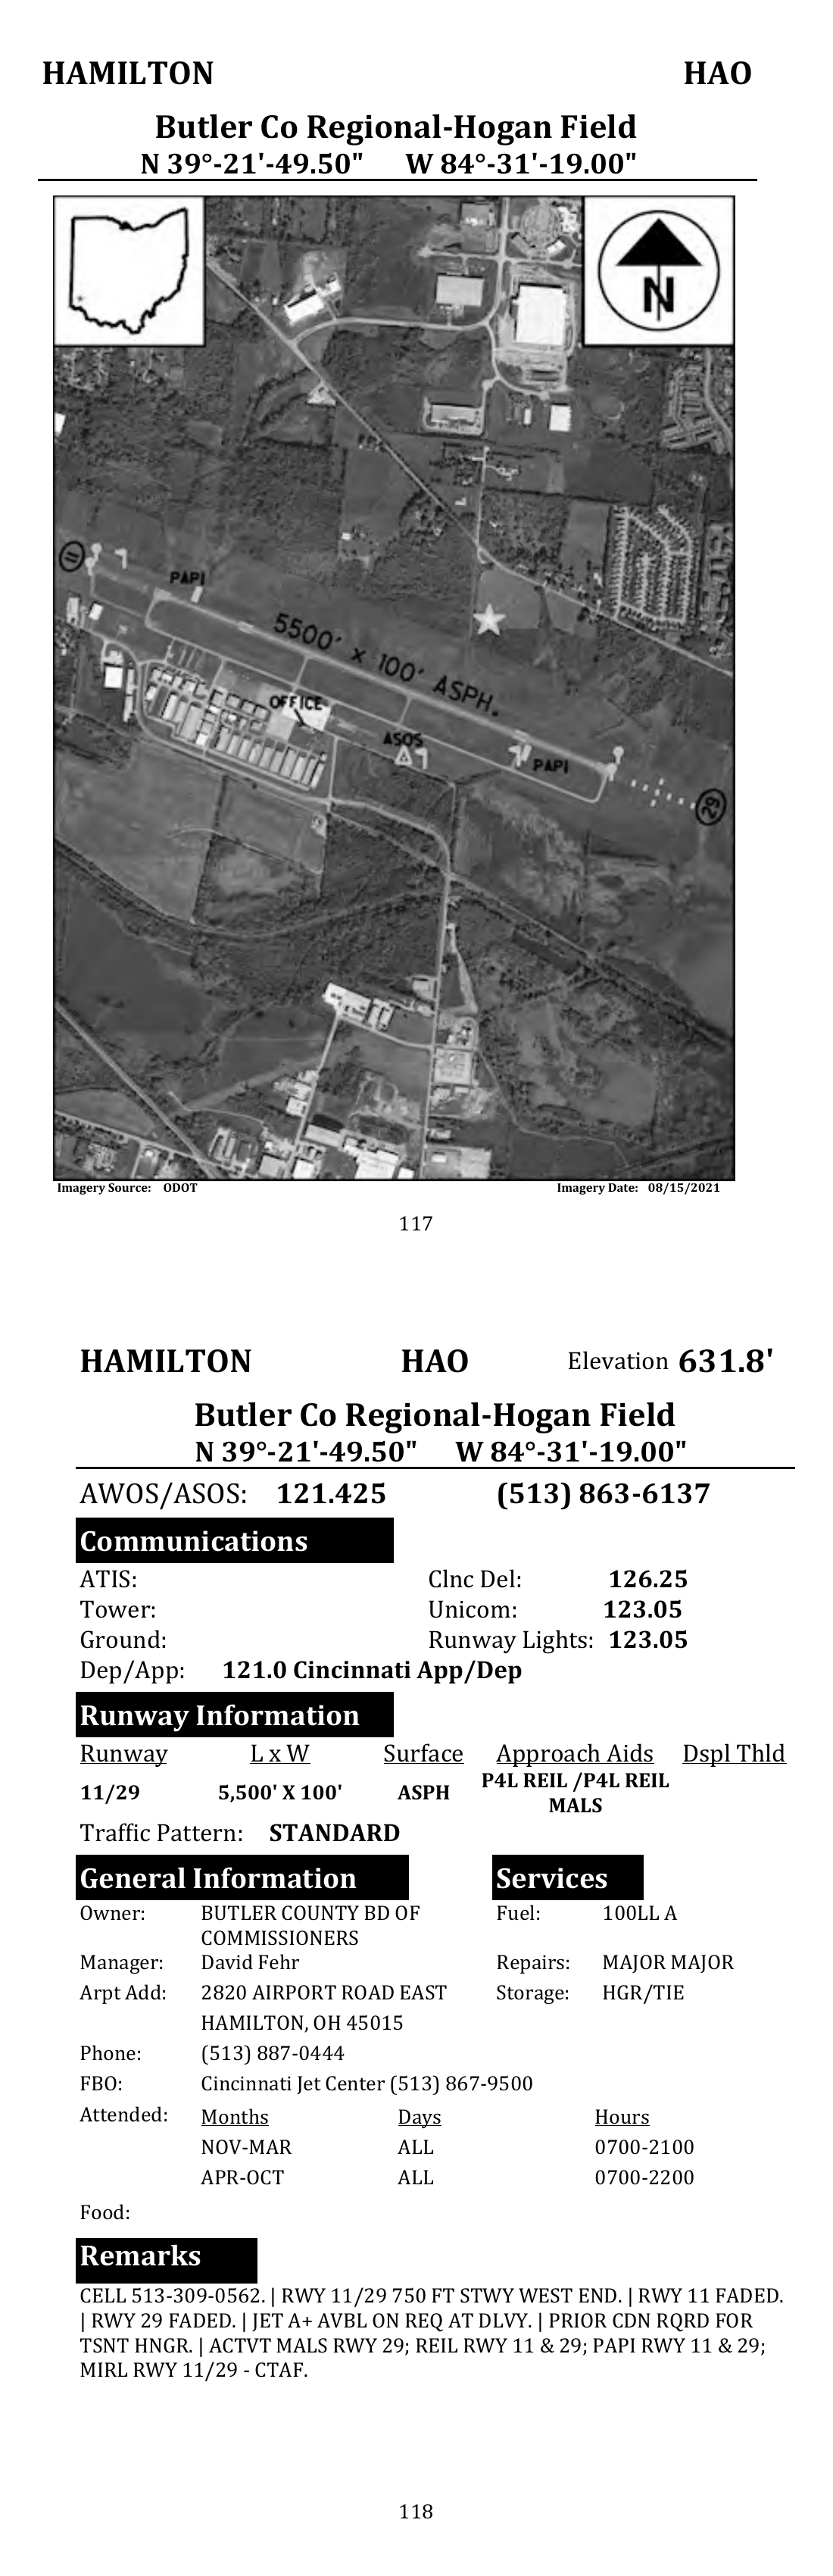 HAMILTON HAO
Butler Co Regional-Hogan Field
N 39°-21'-49.50" W 84°-31'-19.00"
N
11
PAPI
5500' x 100' ASPH.
OFFICE
ASOS
PAPI
29
Imagery Source: ODOT Imagery Date: 08/15/2021
117
HAMILTON HAO Elevation 631.8'
Butler Co Regional-Hogan Field
N 39°-21'-49.50" W 84°-31'-19.00"
AWOS/ASOS: 121.425 (513) 863-6137
Communications
ATIS: Clnc Del: 126.25
Tower: Unicom: 123.05
Ground: Runway Lights: 123.05
Dep/App: 121.0 Cincinnati App/Dep
Runway Information
Runway L x W Surface Approach Aids Dspl Thld
11/29 5,500' X 100' ASPH P4L REIL /P4L REIL
MALS
Traffic Pattern: STANDARD
General Information Services
Owner: BUTLER COUNTY BD OF Fuel: 100LL A
COMMISSIONERS
Manager: David Fehr Repairs: MAJOR MAJOR
Arpt Add: 2820 AIRPORT ROAD EAST Storage: HGR/TIE
HAMILTON, OH 45015
Phone: (513) 887-0444
FBO: Cincinnati Jet Center (513) 867-9500
Attended: Months Days Hours
NOV-MAR ALL 0700-2100
APR-OCT ALL 0700-2200
Food:
Remarks
CELL 513-309-0562. | RWY 11/29 750 FT STWY WEST END. | RWY 11 FADED.
| RWY 29 FADED. | JET A+ AVBL ON REQ AT DLVY. | PRIOR CDN RQRD FOR
TSNT HNGR. | ACTVT MALS RWY 29; REIL RWY 11 & 29; PAPI RWY 11 & 29;
MIRL RWY 11/29 - CTAF.
118